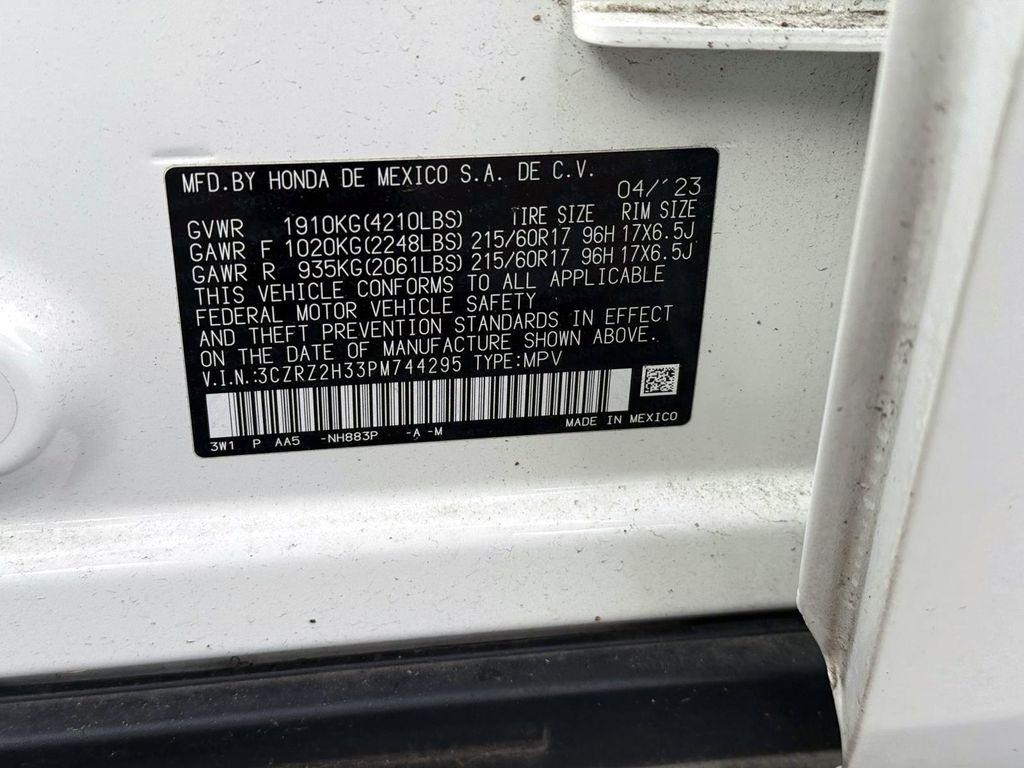 MFD.BY HONDA DE MEXICO S.A. DE C.V.
04/'23
GVWR 1910KG(4210LBS) TIRE SIZE RIM SIZE
GAWR F 1020KG(2248LBS) 215/60R17 96H 17X6.5J
GAWR R 935KG(2061LBS) 215/60R17 96H 17X6.5J
THIS VEHICLE CONFORMS TO ALL APPLICABLE
FEDERAL MOTOR VEHICLE SAFETY
AND THEFT PREVENTION STANDARDS IN EFFECT
ON THE DATE OF MANUFACTURE SHOWN ABOVE.
V.I.N.:3CZRZ2H33PM744295 TYPE:MPV
MADE IN MEXICO
3W1 P AA5 -NH883P -A -M